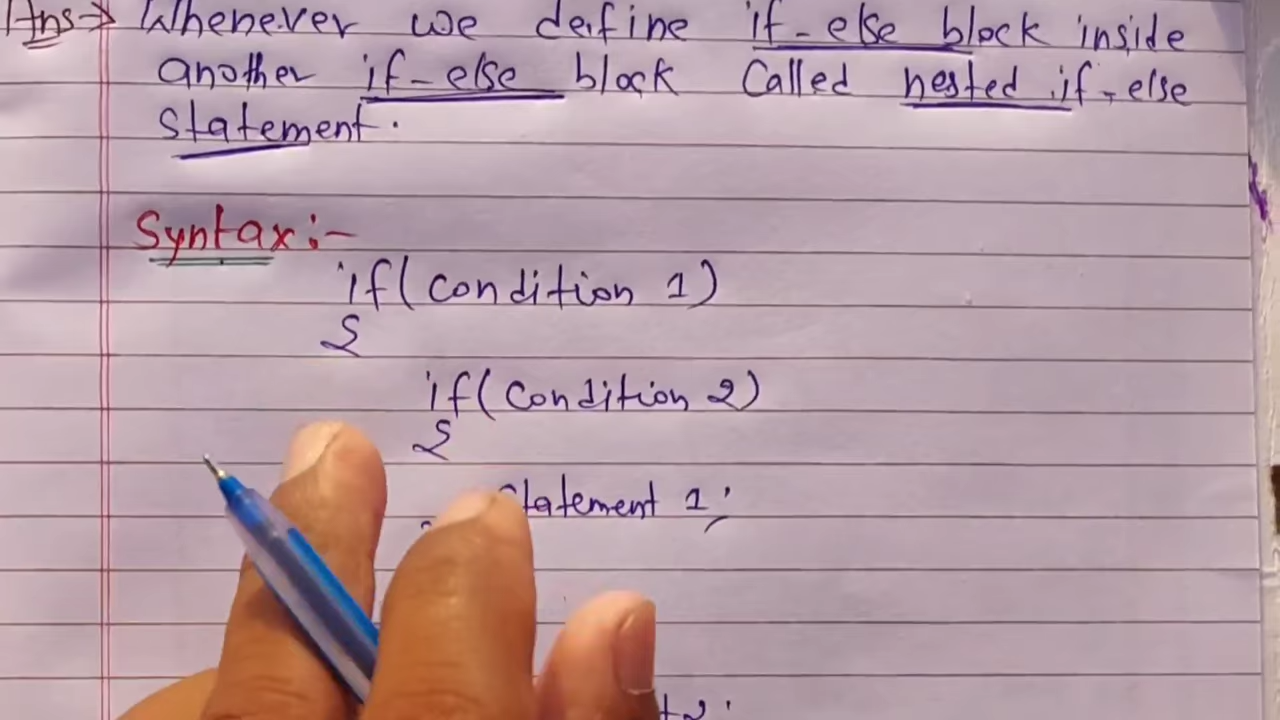 Ans→ Whenever we define if-else block inside
another if-else block Called nested if-else
Statement.
Syntax:-
if(condition 1)
{
if(Condition 2)
{
Statement 1;